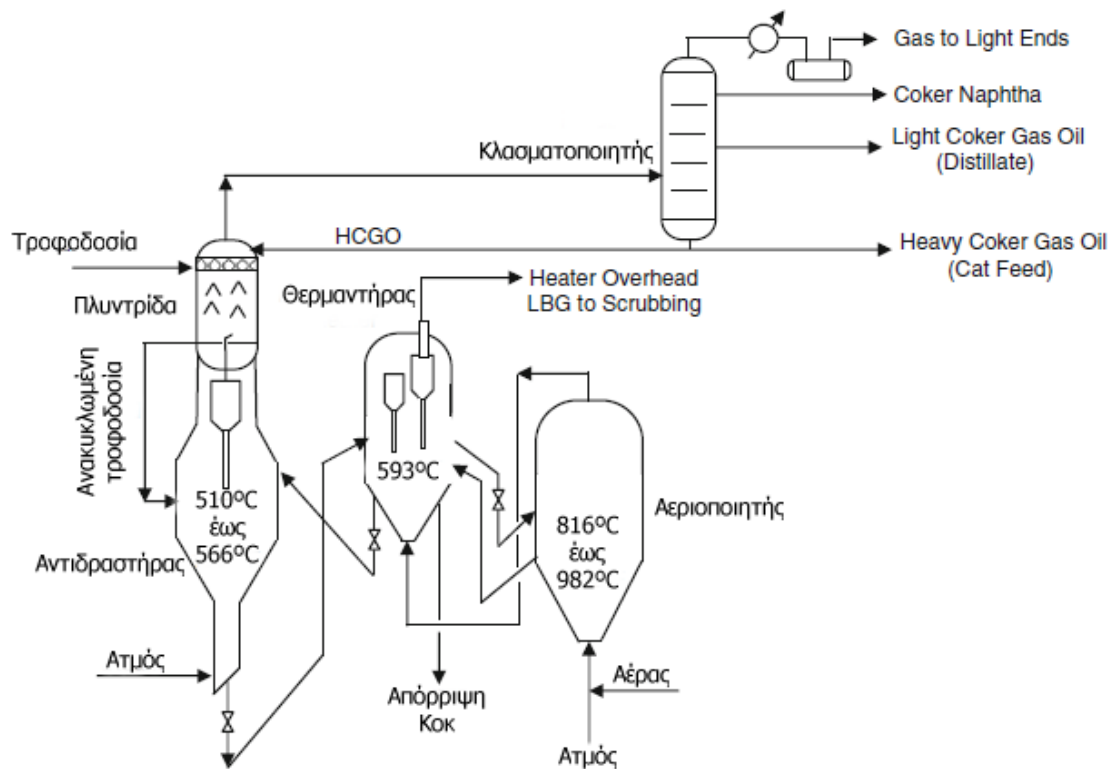 Gas to Light Ends
Coker Naphtha
Κλασματοποιητής
Light Coker Gas Oil
(Distillate)
Τροφοδοσία
HCGO
Heavy Coker Gas Oil
(Cat Feed)
Πλυντρίδα
Θερμαντήρας
Heater Overhead
LBG to Scrubbing
Ανακυκλωμένη
τροφοδοσία
593ºC
510ºC
έως
566ºC
Αντιδραστήρας
816ºC
έως
982ºC
Αεριοποιητής
Ατμός
Απόρριψη
Κοκ
Αέρας
Ατμός